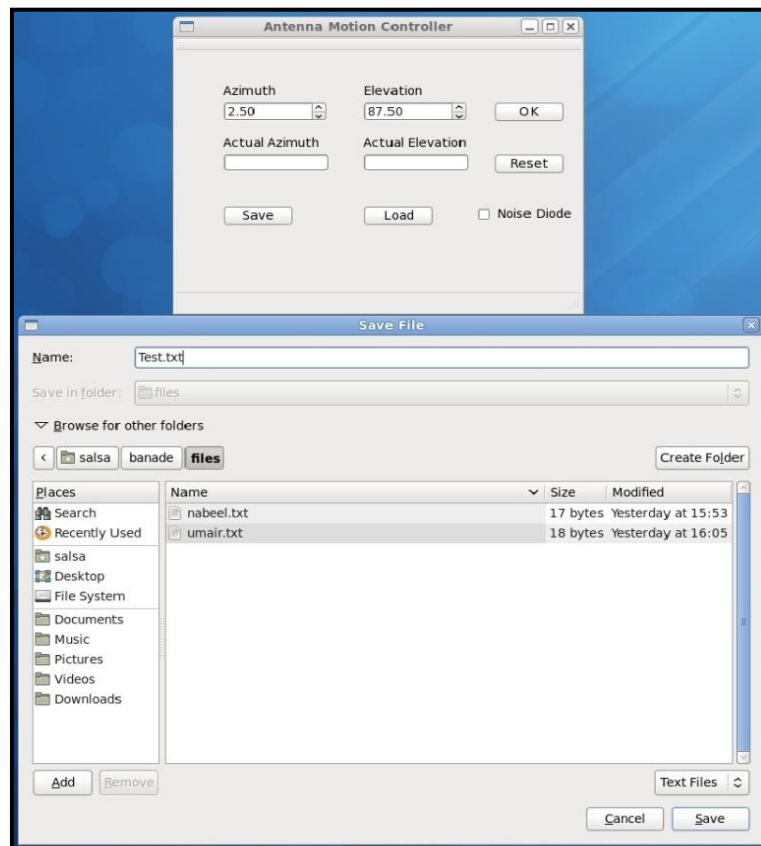 Antenna Motion Controller
Azimuth Elevation
2.50 87.50 OK
Actual Azimuth Actual Elevation
Reset
Save Load Noise Diode
Save File
Name: Test.txt
Save in folder: files
Browse for other folders
< salsa banade files Create Folder
Places Name Size Modified
Search nabeel.txt 17 bytes Yesterday at 15:53
Recently Used umair.txt 18 bytes Yesterday at 16:05
salsa
Desktop
File System
Documents
Music
Pictures
Videos
Downloads
Add Remove Text Files
Cancel Save